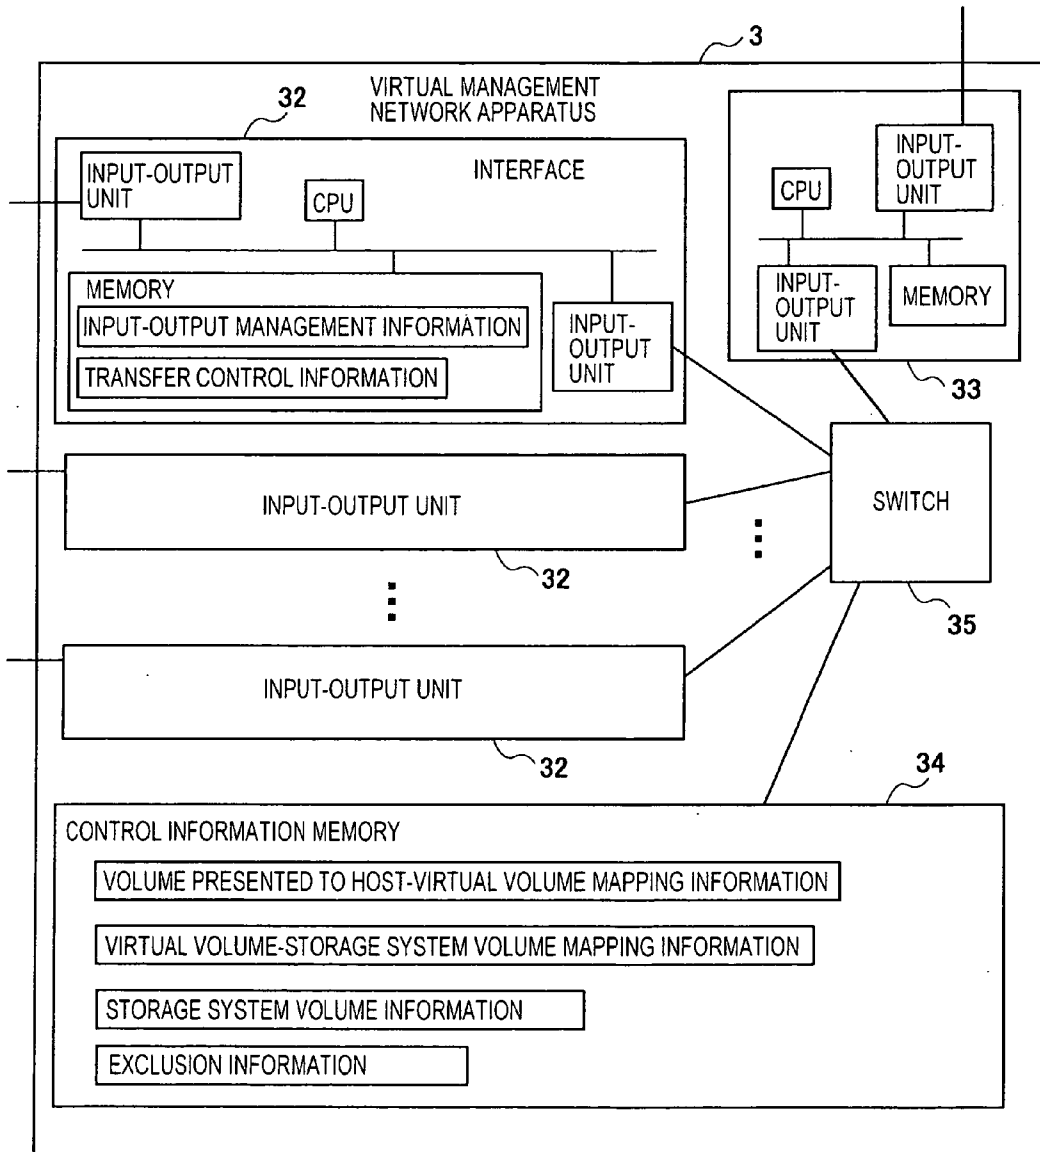 3
VIRTUAL MANAGEMENT
NETWORK APPARATUS
32
INTERFACE
INPUT-OUTPUT
UNIT
CPU
MEMORY
INPUT-OUTPUT MANAGEMENT INFORMATION
TRANSFER CONTROL INFORMATION
INPUT-
OUTPUT
UNIT
INPUT-
OUTPUT
UNIT
CPU
INPUT-
OUTPUT
UNIT
MEMORY
33
INPUT-OUTPUT UNIT
32
SWITCH
35
INPUT-OUTPUT UNIT
32
34
CONTROL INFORMATION MEMORY
VOLUME PRESENTED TO HOST-VIRTUAL VOLUME MAPPING INFORMATION
VIRTUAL VOLUME-STORAGE SYSTEM VOLUME MAPPING INFORMATION
STORAGE SYSTEM VOLUME INFORMATION
EXCLUSION INFORMATION